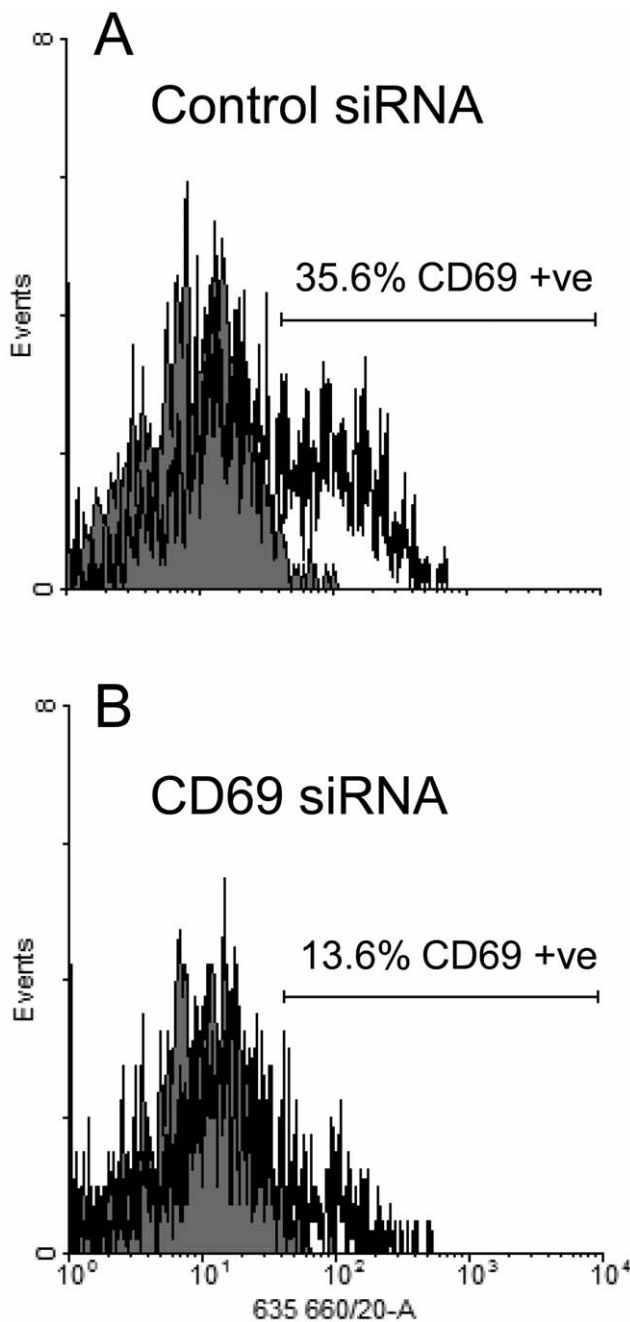 A
Control siRNA
8
Events
0
35.6% CD69 +ve
B
CD69 siRNA
8
Events
0
13.6% CD69 +ve
10⁰ 10¹ 10² 10³ 10⁴
635 660/20-A